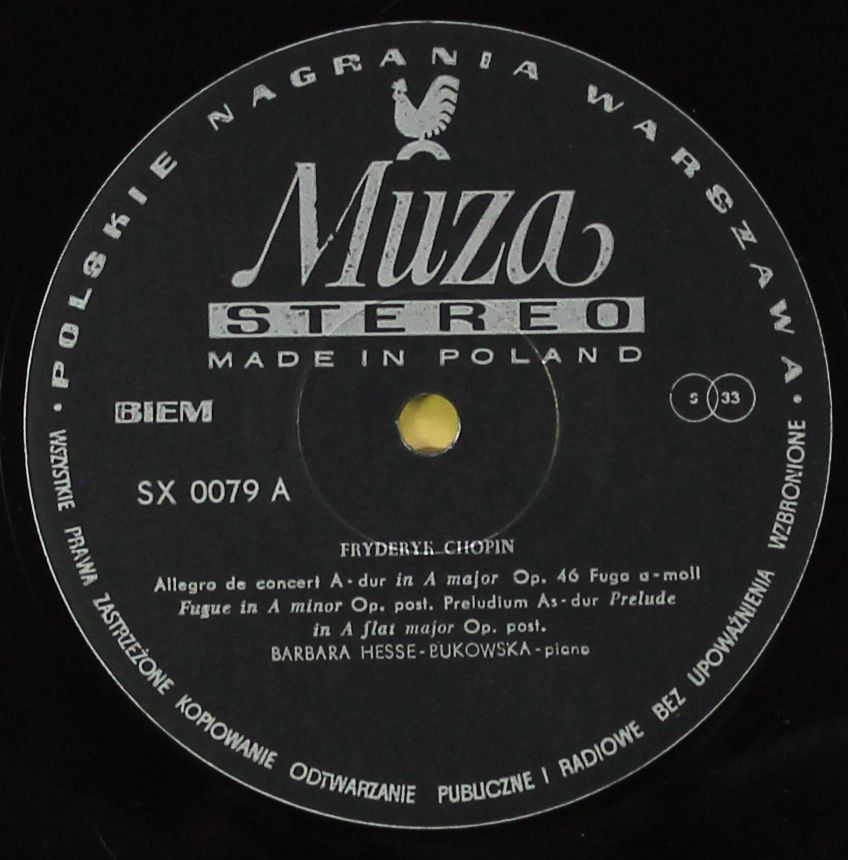 • POLSKIE NAGRANIA WARSZAWA •
Muza
STEREO
MADE IN POLAND
BIEM
S 33
SX 0079 A
FRYDERYK CHOPIN
Allegro de concert A-dur in A major Op. 46 Fuga a-moll
Fugue in A minor Op. post. Preludium As-dur Prelude
in A flat major Op. post.
BARBARA HESSE-BUKOWSKA-piano
WSZYSTKIE PRAWA ZASTRZEŻONE KOPIOWANIE ODTWARZANIE PUBLICZNE I RADIOWE BEZ UPOWAŻNIENIA WZBRONIONE